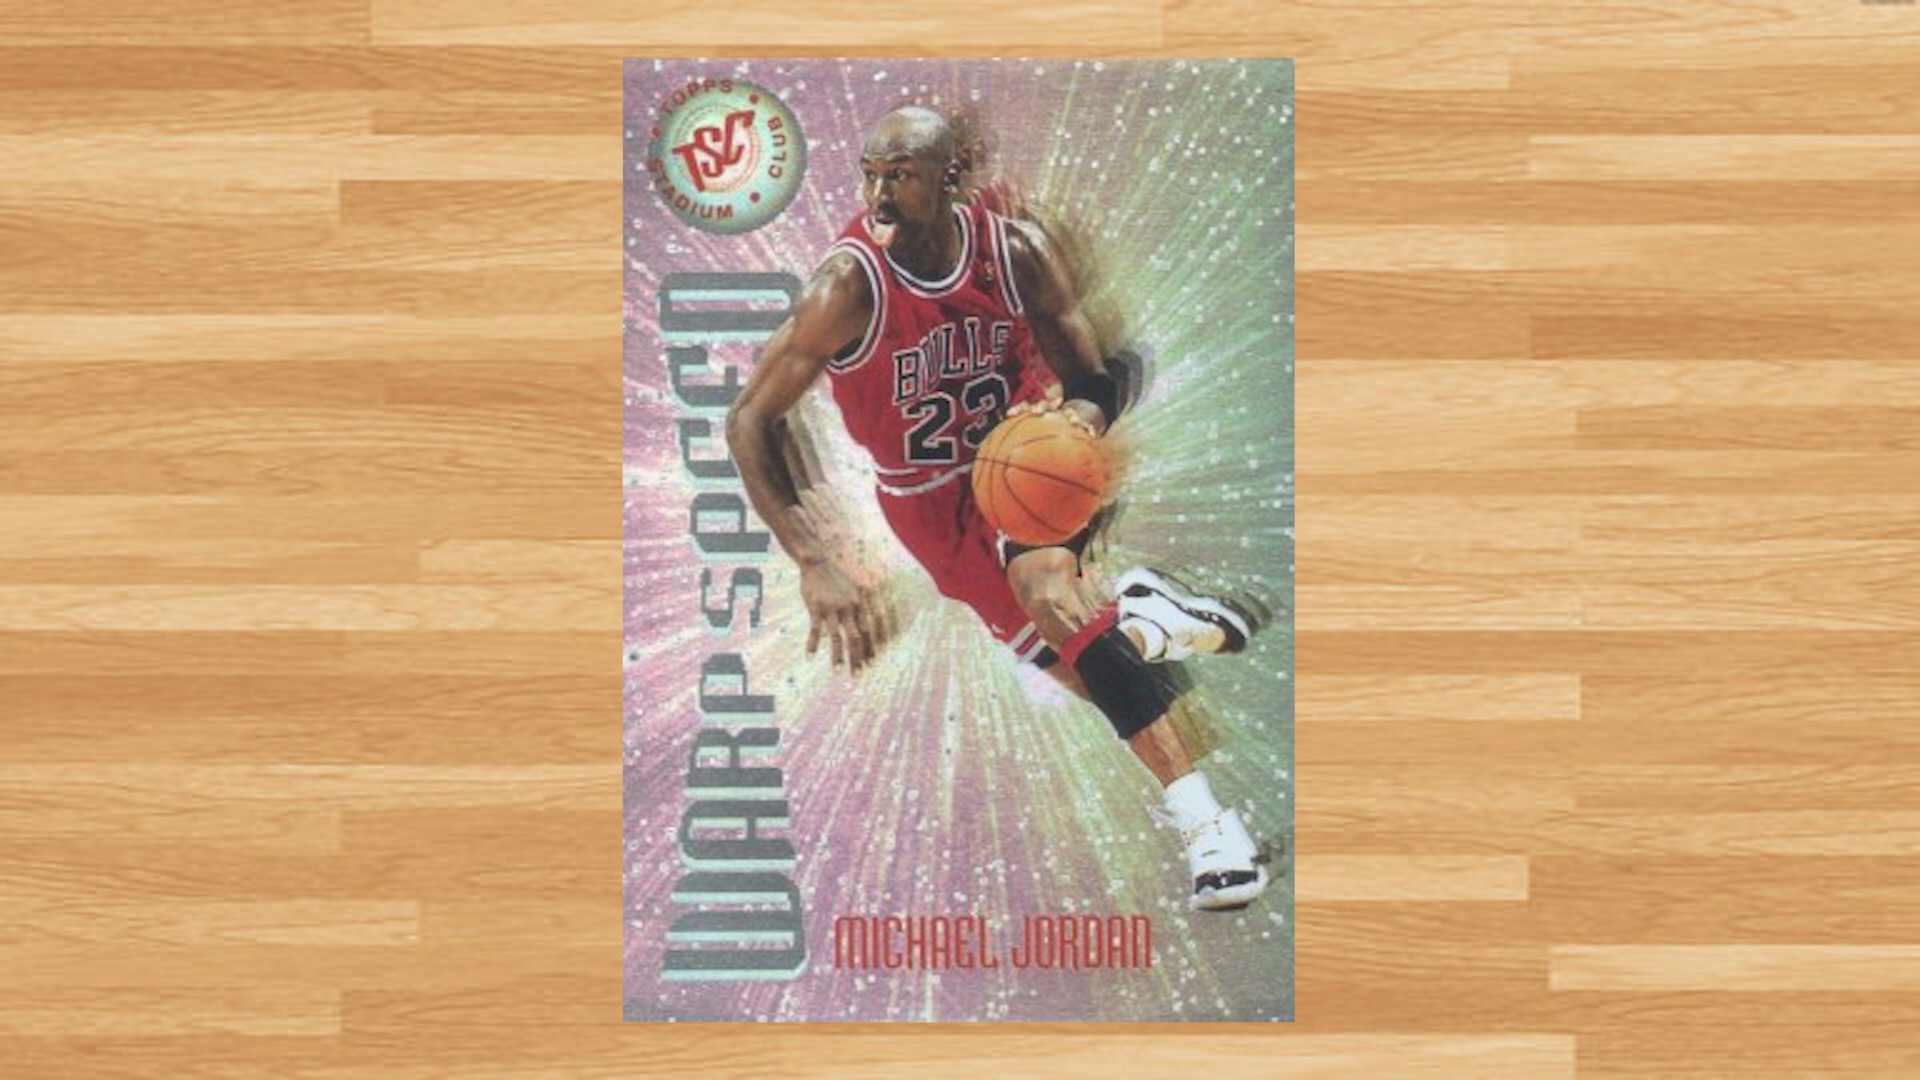 TOPPS
STADIUM
CLUB
TSC
WARP SPEED
BULLS
23
MICHAEL JORDAN